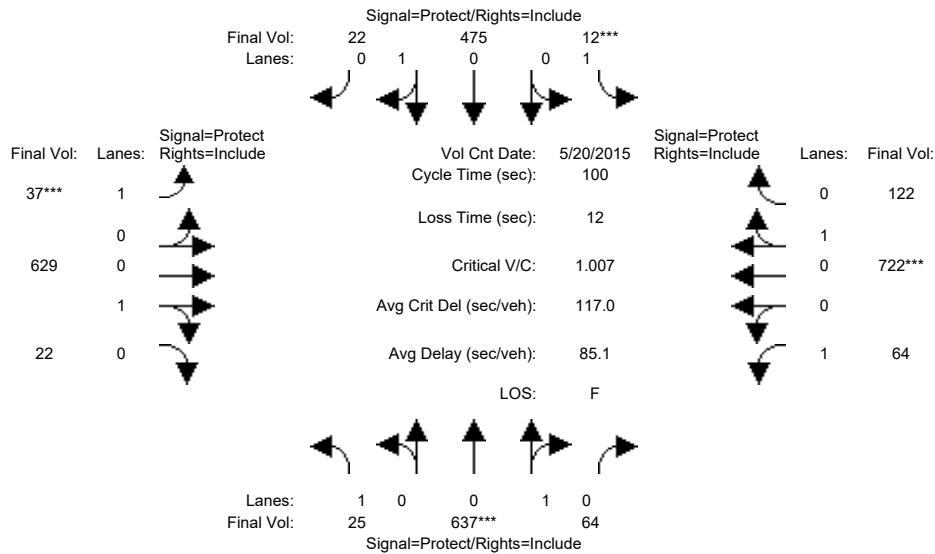 Signal=Protect/Rights=Include
Final Vol: 22 475 12***
Lanes: 0 1 0 0 1
Signal=Protect
Final Vol: Lanes: Rights=Include
Vol Cnt Date: 5/20/2015
Signal=Protect
Rights=Include Lanes: Final Vol:
Cycle Time (sec): 100
37*** 1
0 122
Loss Time (sec): 12
0
1
629 0
Critical V/C: 1.007
0 722***
1
Avg Crit Del (sec/veh): 117.0
0
22 0
Avg Delay (sec/veh): 85.1
1 64
LOS: F
Lanes: 1 0 0 1 0
Final Vol: 25 637*** 64
Signal=Protect/Rights=Include